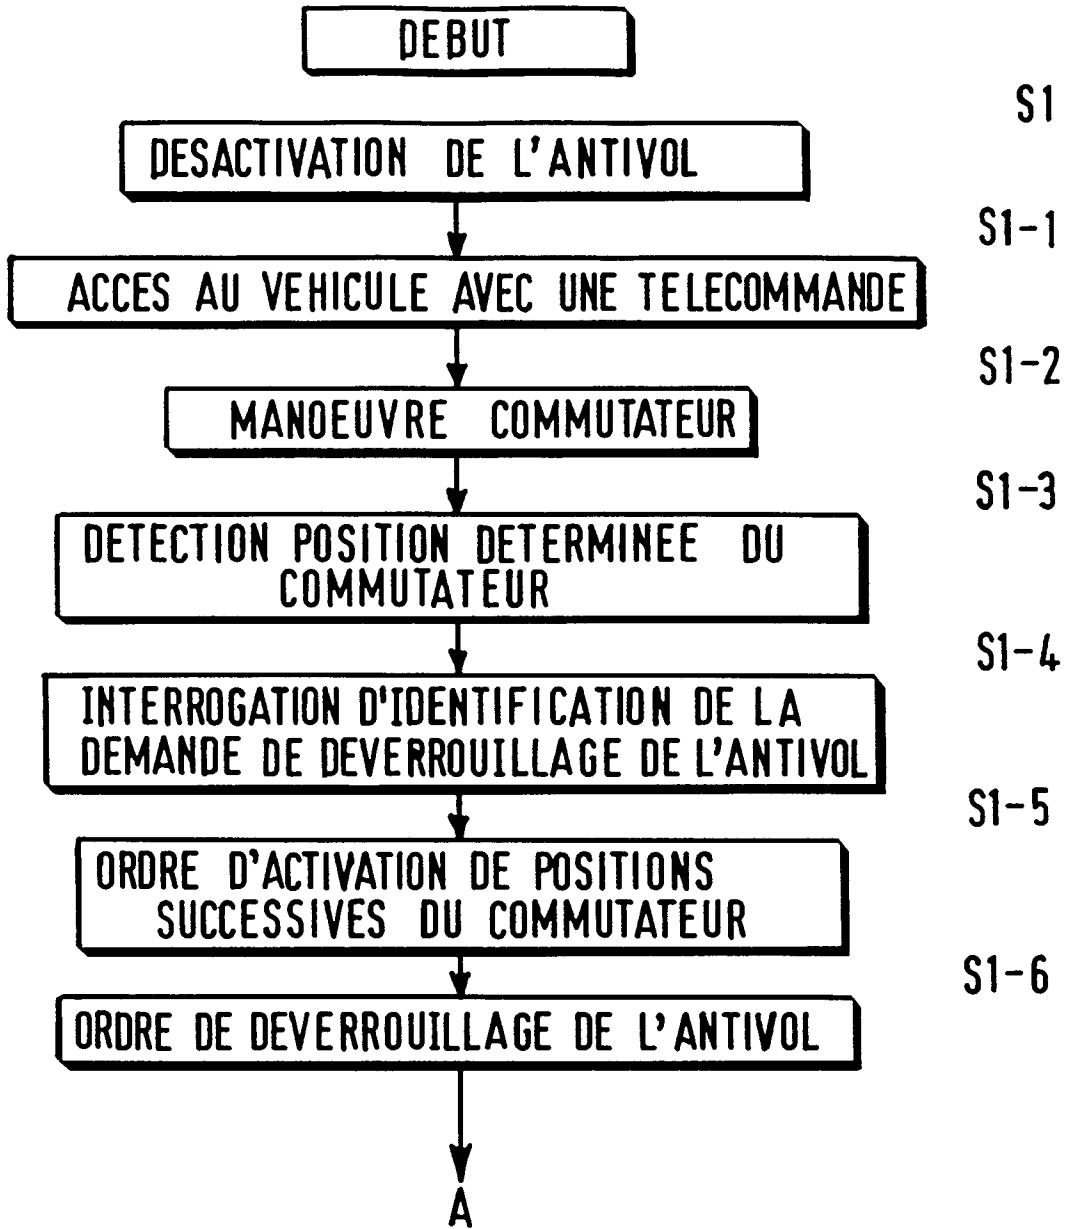 DEBUT
S1
DESACTIVATION DE L'ANTIVOL
S1-1
ACCES AU VEHICULE AVEC UNE TELECOMMANDE
S1-2
MANOEUVRE COMMUTATEUR
S1-3
DETECTION POSITION DETERMINEE DU
COMMUTATEUR
S1-4
INTERROGATION D'IDENTIFICATION DE LA
DEMANDE DE DEVERROUILLAGE DE L'ANTIVOL
S1-5
ORDRE D'ACTIVATION DE POSITIONS
SUCCESSIVES DU COMMUTATEUR
S1-6
ORDRE DE DEVERROUILLAGE DE L'ANTIVOL
A